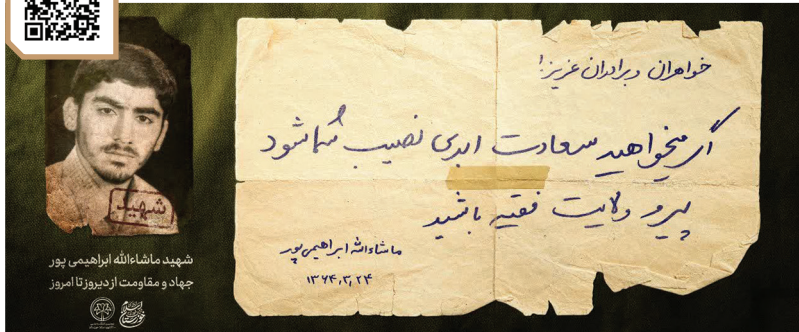 خواهران و برادران عزیز!
اگر میخواهید سعادت ابدی نصیب شما شود
پیرو ولایت فقیه باشید
ماشاءالله ابراهیمی پور
۱۳۶۴,۳,۲۴
شهید
شهید ماشاءالله ابراهیمی پور
جهاد و مقاومت از دیروز تا امروز